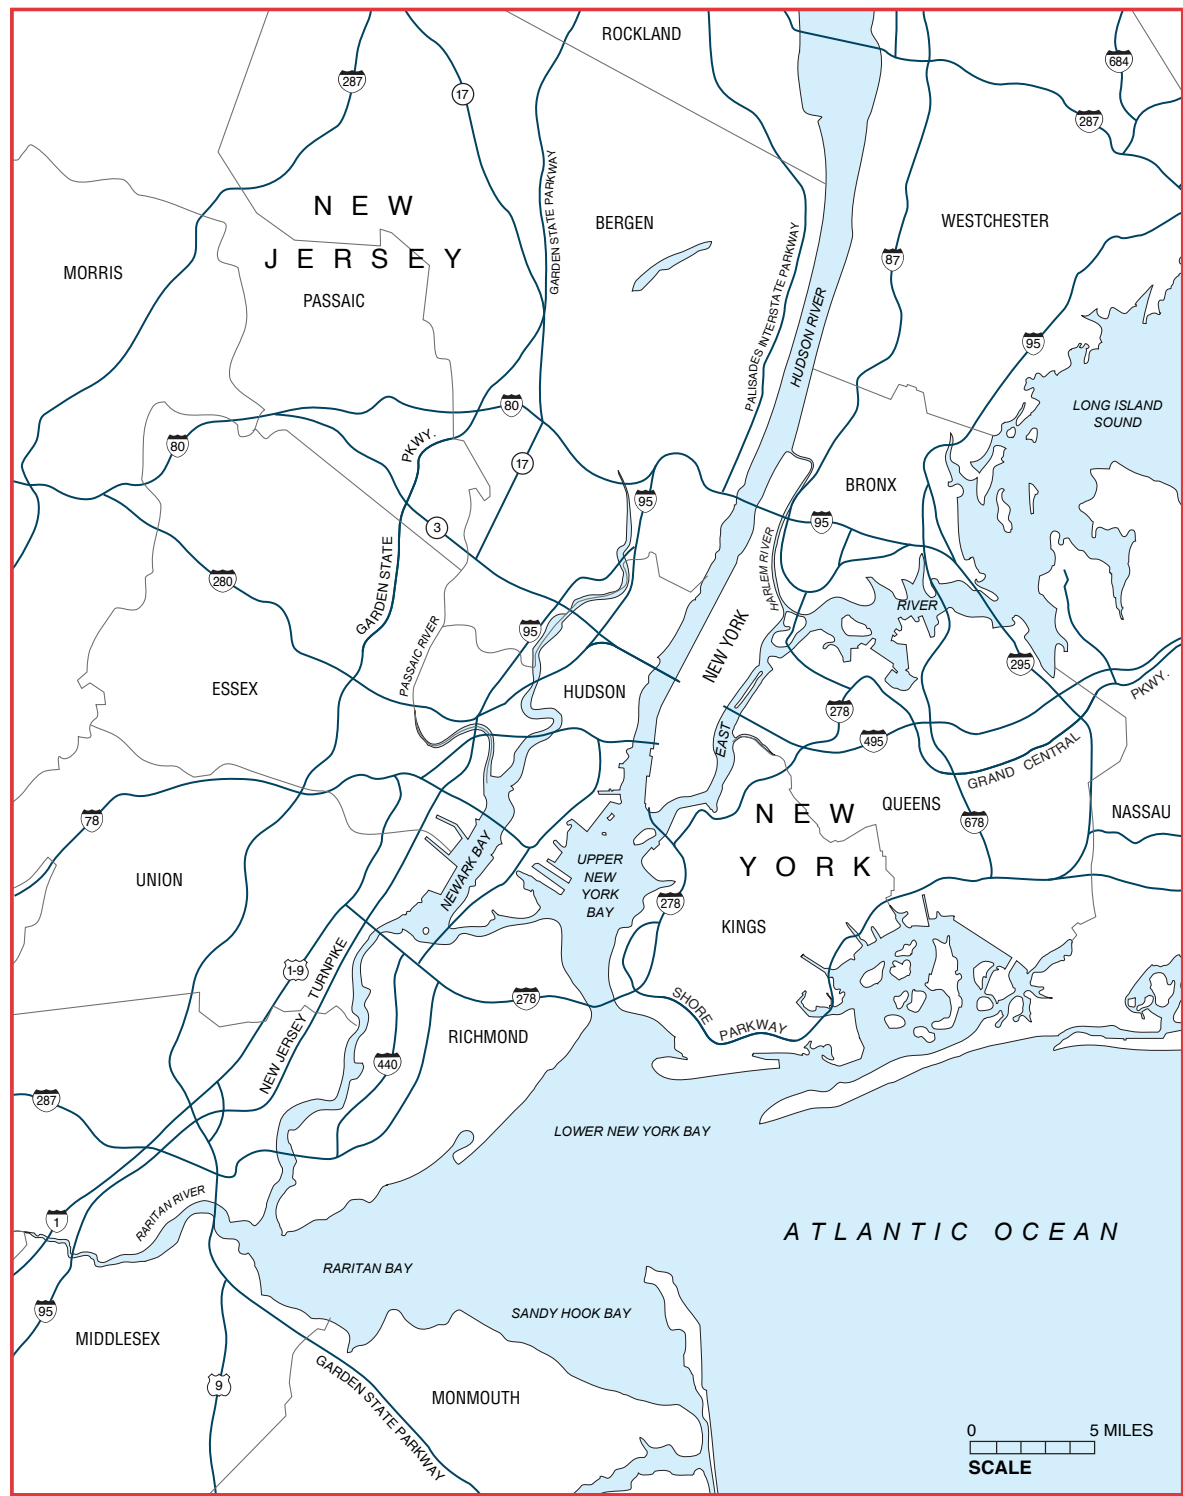 ROCKLAND
684
287
17
287
GARDEN STATE PARKWAY
NEW
JERSEY
BERGEN
WESTCHESTER
PALISADES INTERSTATE PARKWAY
87
MORRIS
PASSAIC
HUDSON RIVER
95
LONG ISLAND
SOUND
80
80
PKWY.
17
95
BRONX
95
3
HARLEM RIVER
GARDEN STATE
280
RIVER
95
PASSAIC RIVER
NEW YORK
295
ESSEX
HUDSON
PKWY.
278
EAST
495
GRAND CENTRAL
78
NEW
YORK
QUEENS
678
NASSAU
UNION
NEWARK BAY
UPPER
NEW
YORK
BAY
278
KINGS
1-9
NEW JERSEY TURNPIKE
278
SHORE
PARKWAY
RICHMOND
440
287
LOWER NEW YORK BAY
RARITAN RIVER
1
ATLANTIC OCEAN
RARITAN BAY
95
SANDY HOOK BAY
MIDDLESEX
9
GARDEN STATE PARKWAY
MONMOUTH
0 5 MILES
SCALE